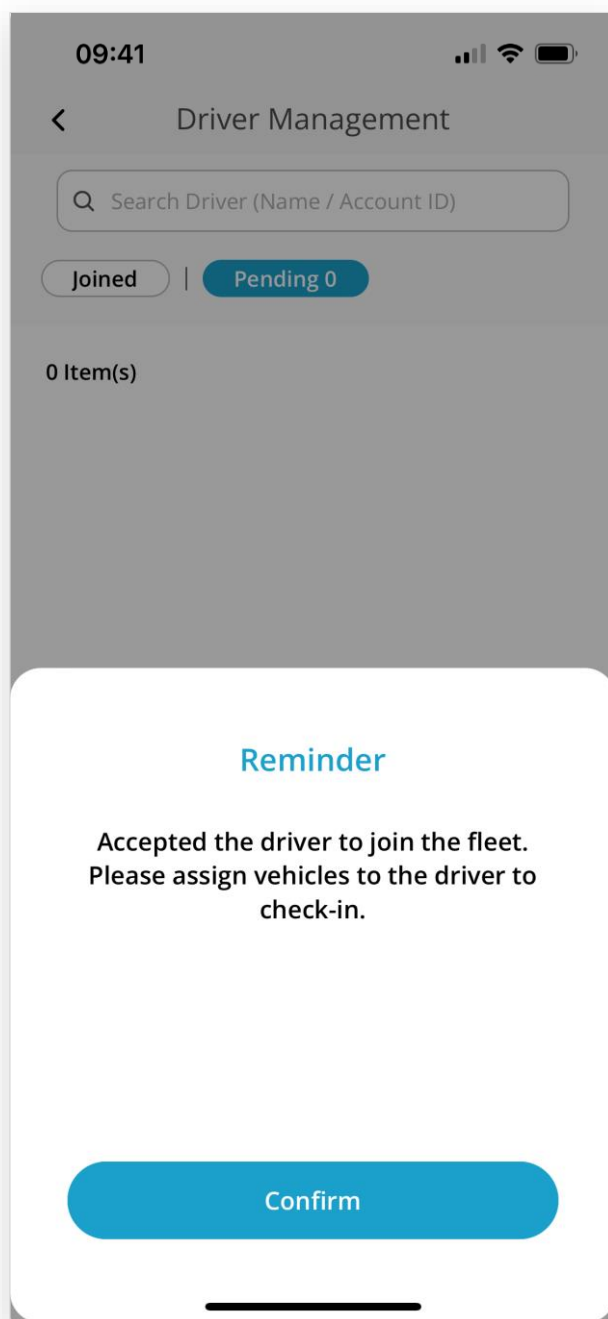 09:41
Driver Management
Search Driver (Name / Account ID)
Joined | Pending 0
0 Item(s)
Reminder
Accepted the driver to join the fleet.
Please assign vehicles to the driver to
check-in.
Confirm